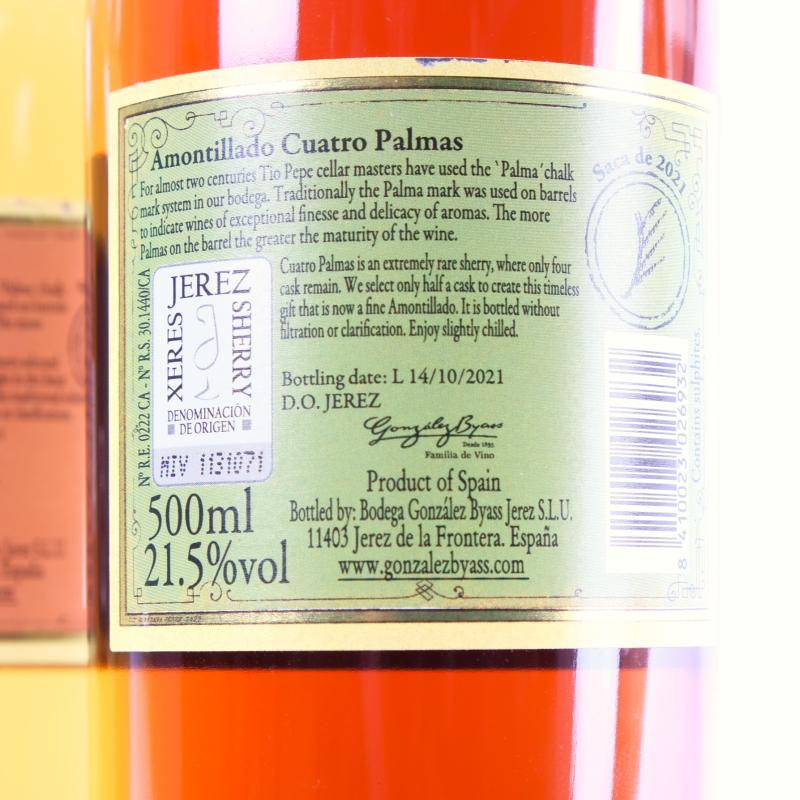 Amontillado Cuatro Palmas
For almost two centuries Tio Pepe cellar masters have used the 'Palma' chalk
mark system in our bodega. Traditionally the Palma mark was used on barrels
to indicate wines of exceptional finesse and delicacy of aromas. The more
Palmas on the barrel the greater the maturity of the wine.
Saca de 2021
Cuatro Palmas is an extremely rare sherry, where only four
cask remain. We select only half a cask to create this timeless
gift that is now a fine Amontillado. It is bottled without
filtration or clarification. Enjoy slightly chilled.
Nº R.E. 0222 CA - Nº R.S. 30.1440/CA
JEREZ
XERES
SHERRY
DENOMINACIÓN
DE ORIGEN
MIV 1131071
Bottling date: L 14/10/2021
D.O. JEREZ
González Byass
Desde 1835
Familia de Vino
500ml
21.5%vol
Product of Spain
Bottled by: Bodega González Byass Jerez S.L.U.
11403 Jerez de la Frontera. España
www.gonzalezbyass.com
8 410023 026932
Contains sulphites.